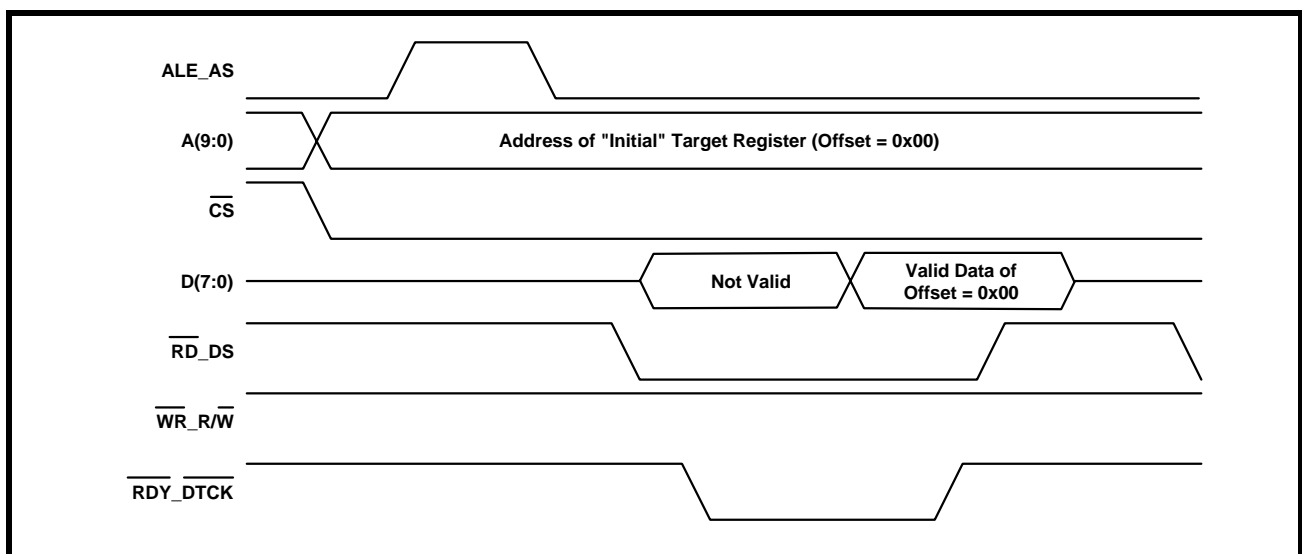 ALE_AS
A(9:0)
Address of "Initial" Target Register (Offset = 0x00)
CS
D(7:0)
Not Valid
Valid Data of
Offset = 0x00
RD_DS
WR_R/W
RDY_DTCK